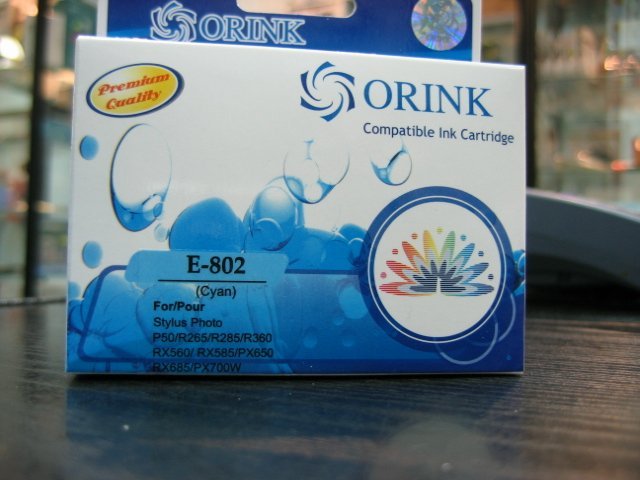 ORINK
Premium
Quality
ORINK
Compatible Ink Cartridge
E-802
(Cyan)
For/Pour
Stylus Photo
P50/R265/R285/R360
RX560/ RX585/PX650
RX685/PX700W